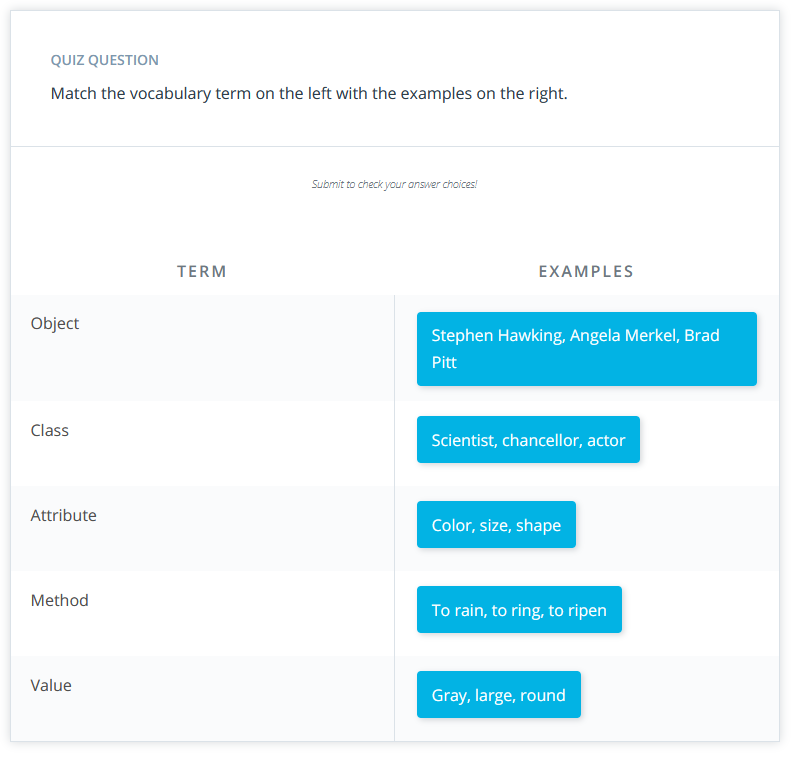 QUIZ QUESTION
Match the vocabulary term on the left with the examples on the right.
Submit to check your answer choices!
TERM
EXAMPLES
Object
Stephen Hawking, Angela Merkel, Brad
Pitt
Class
Scientist, chancellor, actor
Attribute
Color, size, shape
Method
To rain, to ring, to ripen
Value
Gray, large, round